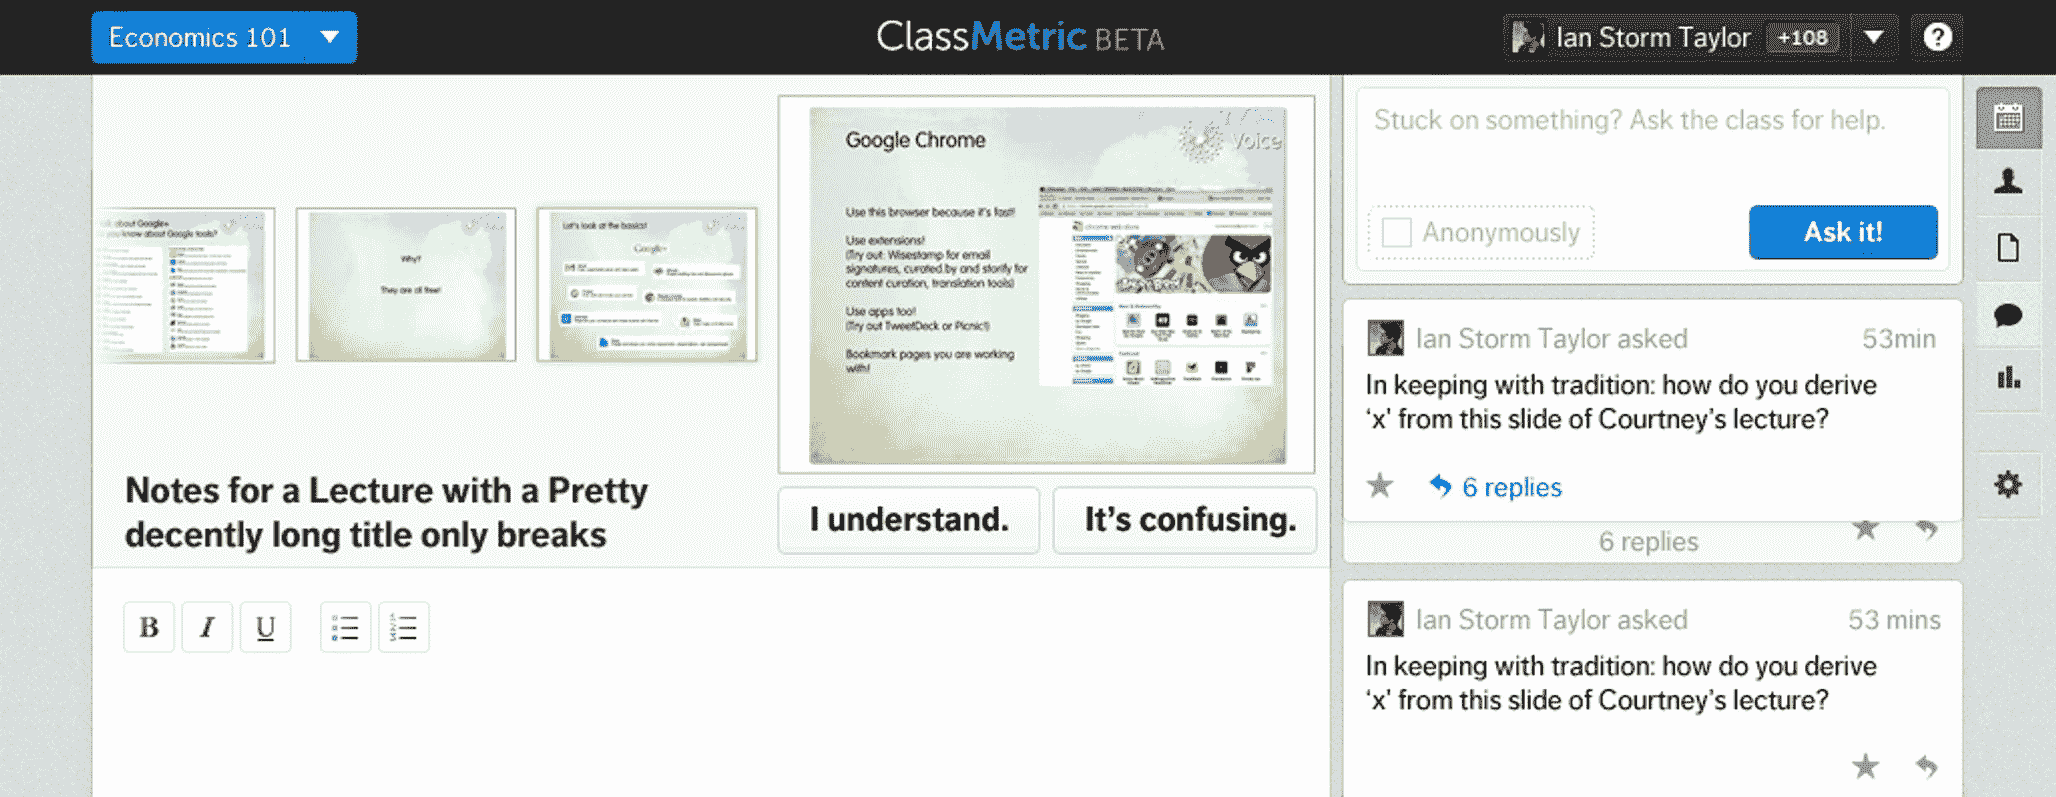 Economics 101
ClassMetric BETA
Ian Storm Taylor +108
?
know about Google tools?
Why?
They are all free!
Let's look at the basics!
Google+
Google Chrome
Voice
Use this browser because it's fast!
Use extensions!
(Try out: Wisestamp for email
signatures, curated.by and storify for
content curation, translation tools)
Use apps too!
(Try out TweetDeck or Picnic!)
Bookmark pages you are working
with!
Notes for a Lecture with a Pretty
decently long title only breaks
I understand.
It's confusing.
B I U
Stuck on something? Ask the class for help.
Anonymously
Ask it!
Ian Storm Taylor asked 53min
In keeping with tradition: how do you derive
‘x’ from this slide of Courtney’s lecture?
6 replies
6 replies
Ian Storm Taylor asked 53 mins
In keeping with tradition: how do you derive
‘x’ from this slide of Courtney’s lecture?